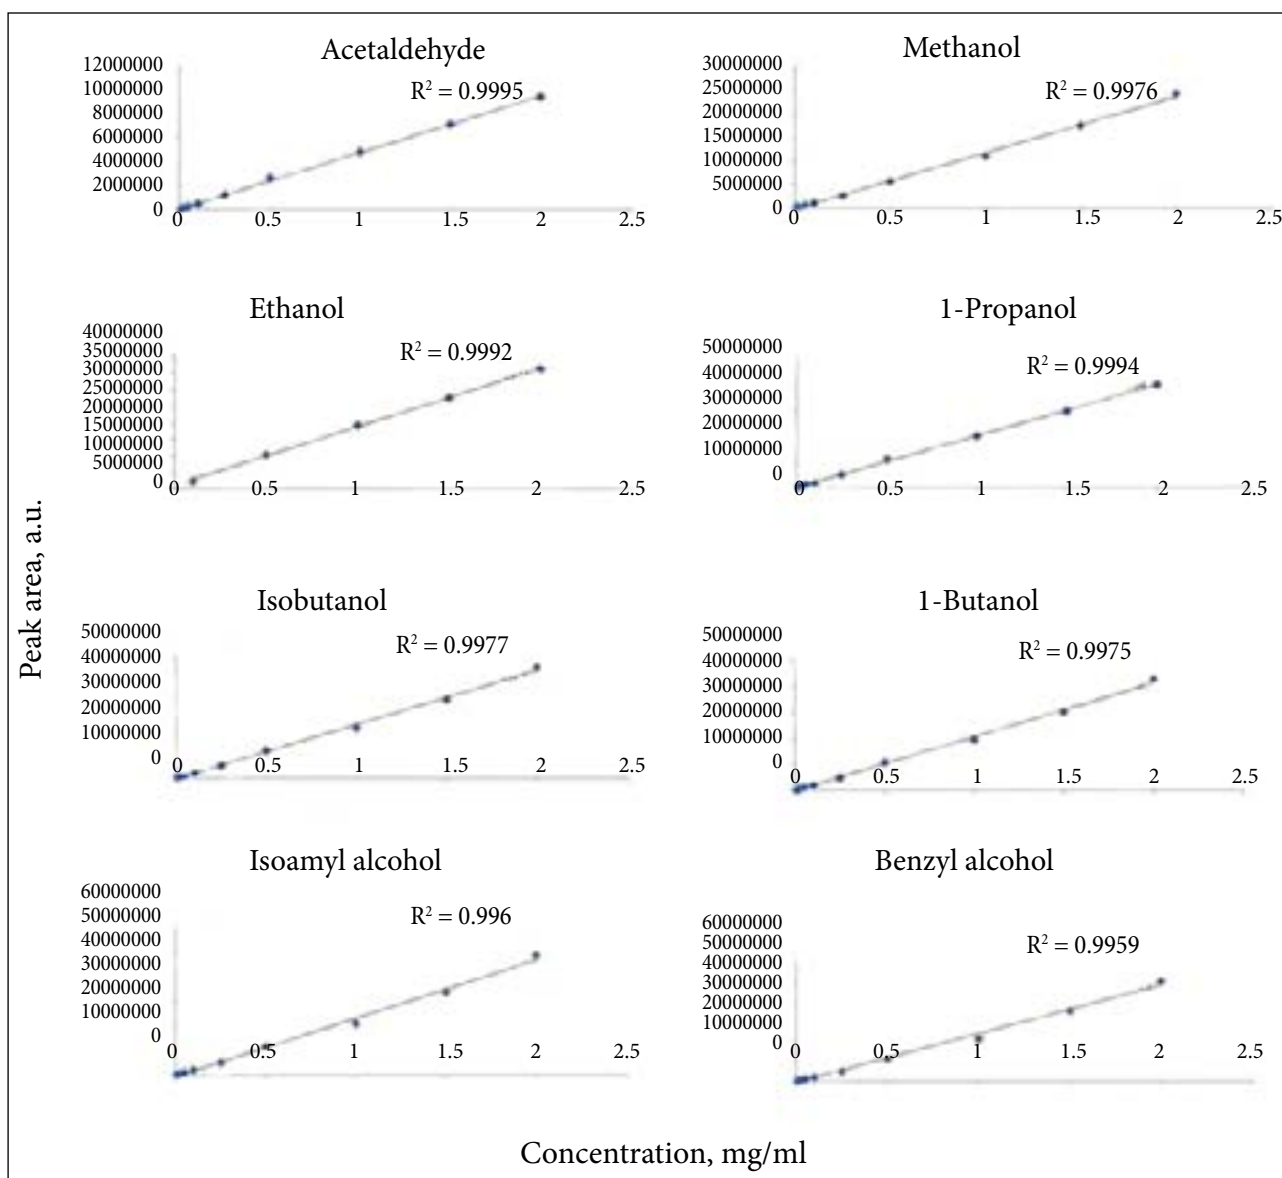 Peak area, a.u.
Acetaldehyde
R² = 0.9995
12000000
10000000
8000000
6000000
4000000
2000000
0
0 0.5 1 1.5 2 2.5
Methanol
R² = 0.9976
30000000
25000000
20000000
15000000
10000000
5000000
0
0 0.5 1 1.5 2 2.5
Ethanol
R² = 0.9992
40000000
35000000
30000000
25000000
20000000
15000000
10000000
5000000
0
0 0.5 1 1.5 2 2.5
1-Propanol
R² = 0.9994
50000000
40000000
30000000
20000000
10000000
0
0 0.5 1 1.5 2 2.5
Isobutanol
R² = 0.9977
50000000
40000000
30000000
20000000
10000000
0
0 0.5 1 1.5 2 2.5
1-Butanol
R² = 0.9975
50000000
40000000
30000000
20000000
10000000
0
0 0.5 1 1.5 2 2.5
Isoamyl alcohol
R² = 0.996
60000000
50000000
40000000
30000000
20000000
10000000
0
0 0.5 1 1.5 2 2.5
Benzyl alcohol
R² = 0.9959
60000000
50000000
40000000
30000000
20000000
10000000
0
0 0.5 1 1.5 2 2.5
Concentration, mg/ml